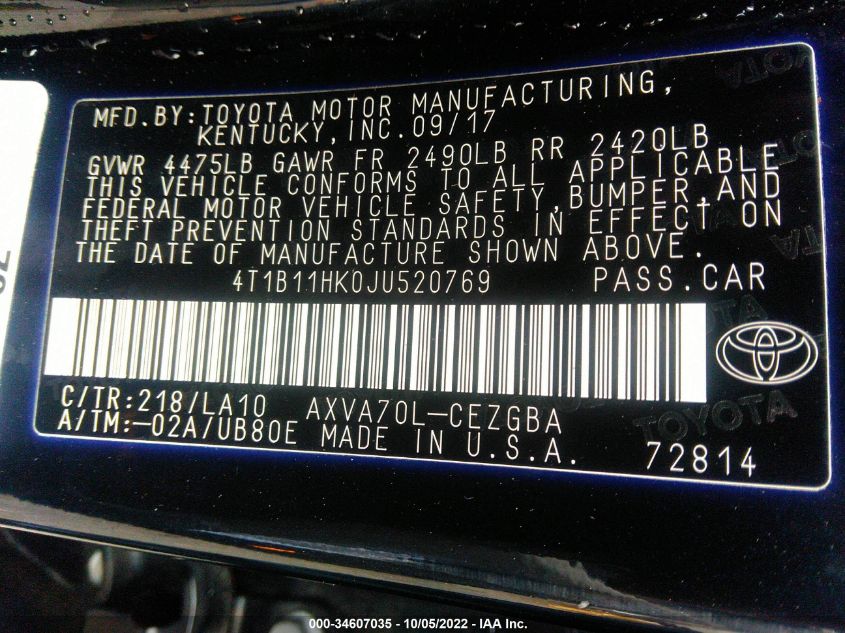 MFD.BY:TOYOTA MOTOR MANUFACTURING,
KENTUCKY,INC.09/17
GVWR 4475LB GAWR FR 2490LB RR 2420LB
THIS VEHICLE CONFORMS TO ALL APPLICABLE
FEDERAL MOTOR VEHICLE SAFETY,BUMPER,AND
THEFT PREVENTION STANDARDS IN EFFECT ON
THE DATE OF MANUFACTURE SHOWN ABOVE.
4T1B11HK0JU520769 PASS.CAR
C/TR:218/LA10 AXVA70L-CEZGBA
A/TM:-02A/UB80E MADE IN U.S.A. 72814
TOYOTA
TOYOTA
000-34607035 - 10/05/2022 - IAA Inc.